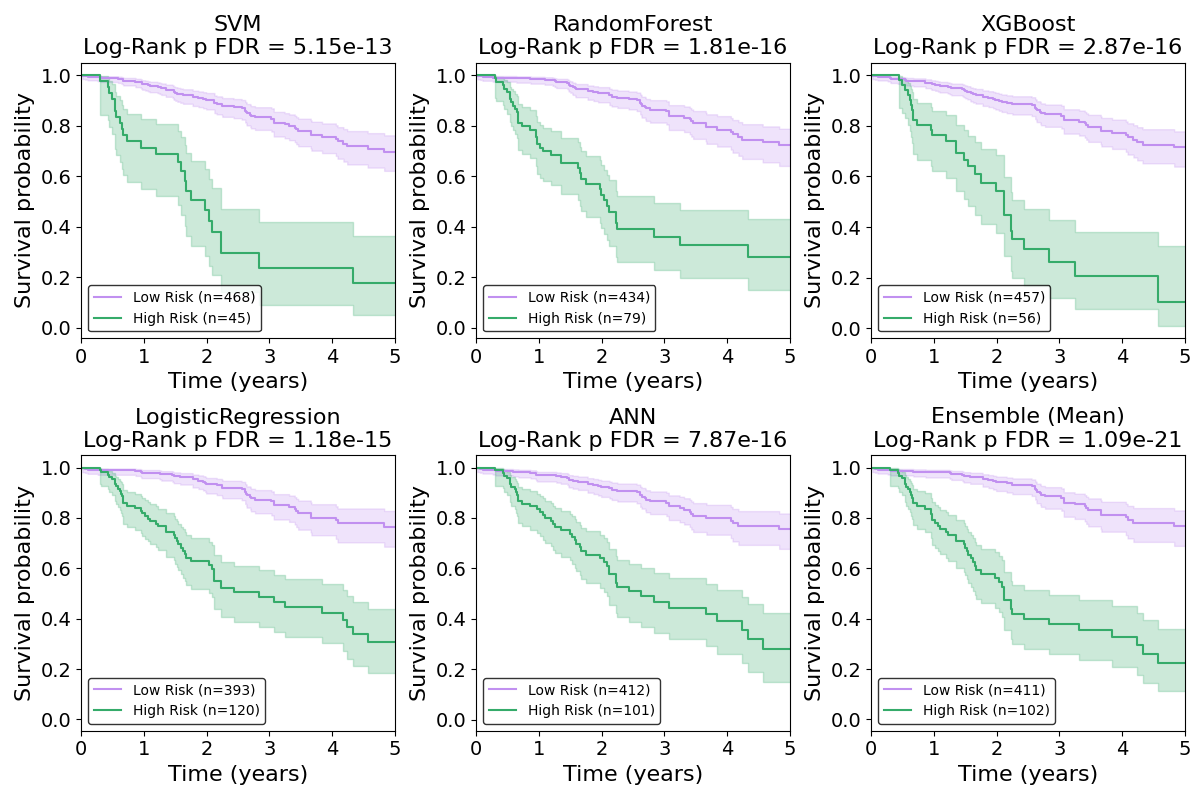 SVM
Log-Rank p FDR = 5.15e-13
Survival probability
1.0
0.8
0.6
0.4
0.2
0.0
Low Risk (n=468)
High Risk (n=45)
0 1 2 3 4 5
Time (years)
RandomForest
Log-Rank p FDR = 1.81e-16
Survival probability
1.0
0.8
0.6
0.4
0.2
0.0
Low Risk (n=434)
High Risk (n=79)
0 1 2 3 4 5
Time (years)
XGBoost
Log-Rank p FDR = 2.87e-16
Survival probability
1.0
0.8
0.6
0.4
0.2
0.0
Low Risk (n=457)
High Risk (n=56)
0 1 2 3 4 5
Time (years)
LogisticRegression
Log-Rank p FDR = 1.18e-15
Survival probability
1.0
0.8
0.6
0.4
0.2
0.0
Low Risk (n=393)
High Risk (n=120)
0 1 2 3 4 5
Time (years)
ANN
Log-Rank p FDR = 7.87e-16
Survival probability
1.0
0.8
0.6
0.4
0.2
0.0
Low Risk (n=412)
High Risk (n=101)
0 1 2 3 4 5
Time (years)
Ensemble (Mean)
Log-Rank p FDR = 1.09e-21
Survival probability
1.0
0.8
0.6
0.4
0.2
0.0
Low Risk (n=411)
High Risk (n=102)
0 1 2 3 4 5
Time (years)